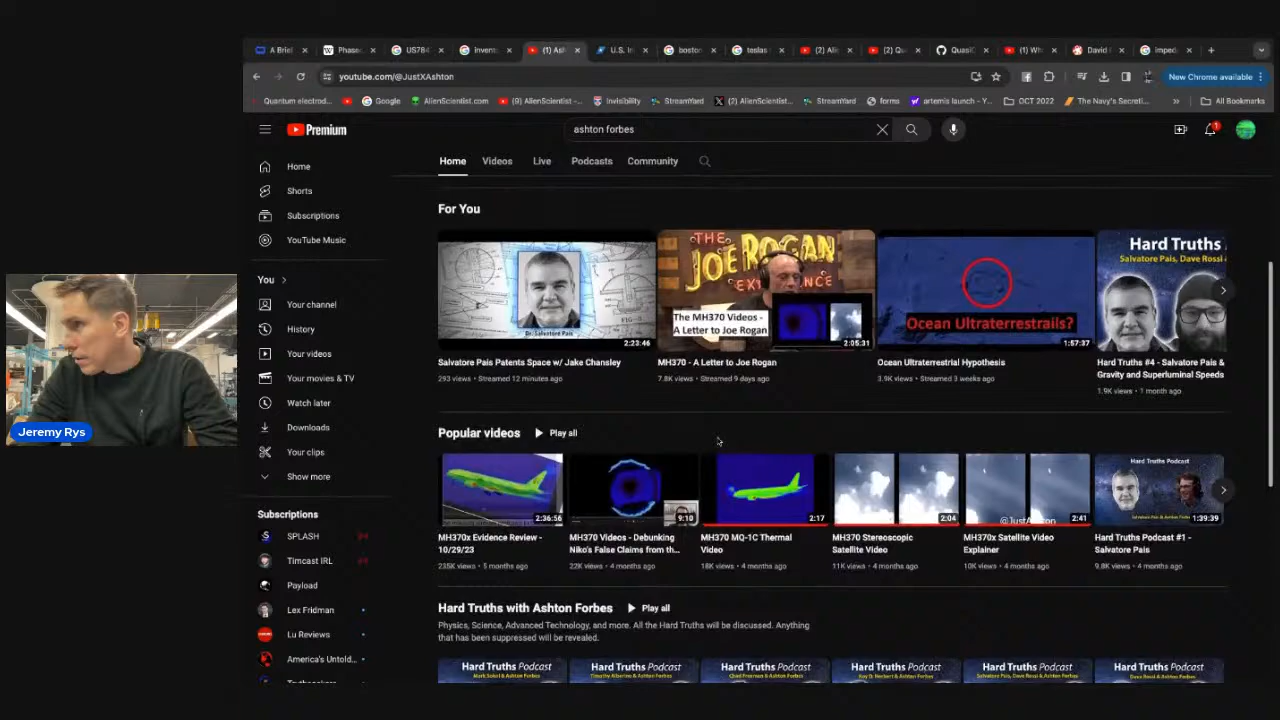 A Brief
Phase
US784
invent
(1) Ash
U.S. In
boston
teslas
(2) Alie
(2) Qu
QuasiC
(1) Wh
David
imped
youtube.com/@JustXAshton
New Chrome available
Quantum electrod...
Google
AlienScientist.com
(9) AlienScientist -...
Invisibility
StreamYard
(2) AlienScientist...
StreamYard
forms
artemis launch - Y...
OCT 2022
The Navy's Secreti...
All Bookmarks
Premium
ashton forbes
1
Home
Videos
Live
Podcasts
Community
Home
Shorts
Subscriptions
YouTube Music
You
Your channel
History
Your videos
Your movies & TV
Watch later
Downloads
Your clips
Show more
Subscriptions
SPLASH
Timcast IRL
Payload
Lex Fridman
Lu Reviews
America's Untold...
Jeremy Rys
For You
Dr. Salvatore Pais
2:23:46
Salvatore Pais Patents Space w/ Jake Chansley
293 views • Streamed 12 minutes ago
THE
JOE ROGAN
The MH370 Videos -
A Letter to Joe Rogan
2:05:31
MH370 - A Letter to Joe Rogan
7.8K views • Streamed 9 days ago
Ocean Ultraterrestrials?
1:57:37
Ocean Ultraterrestrial Hypothesis
3.9K views • Streamed 3 weeks ago
Hard Truths
Salvatore Pais, Dave Rossi
Hard Truths #4 - Salvatore Pais &
Gravity and Superluminal Speeds
1.9K views • 1 month ago
Popular videos
Play all
2:36:56
MH370x Evidence Review -
10/29/23
235K views • 5 months ago
9:10
MH370 Videos - Debunking
Niko's False Claims from th...
22K views • 4 months ago
2:17
MH370 MQ-1C Thermal
Video
16K views • 4 months ago
2:04
MH370 Stereoscopic
Satellite Video
11K views • 4 months ago
@JustXAshton
2:41
MH370x Satellite Video
Explainer
10K views • 4 months ago
Hard Truths Podcast
1:39:39
Hard Truths Podcast #1 -
Salvatore Pais
9.8K views • 4 months ago
Hard Truths with Ashton Forbes
Play all
Physics, Science, Advanced Technology, and more. All the Hard Truths will be discussed. Anything
that has been suppressed will be revealed.
Hard Truths Podcast
Hard Truths Podcast
Hard Truths Podcast
Hard Truths Podcast
Hard Truths Podcast
Hard Truths Podcast